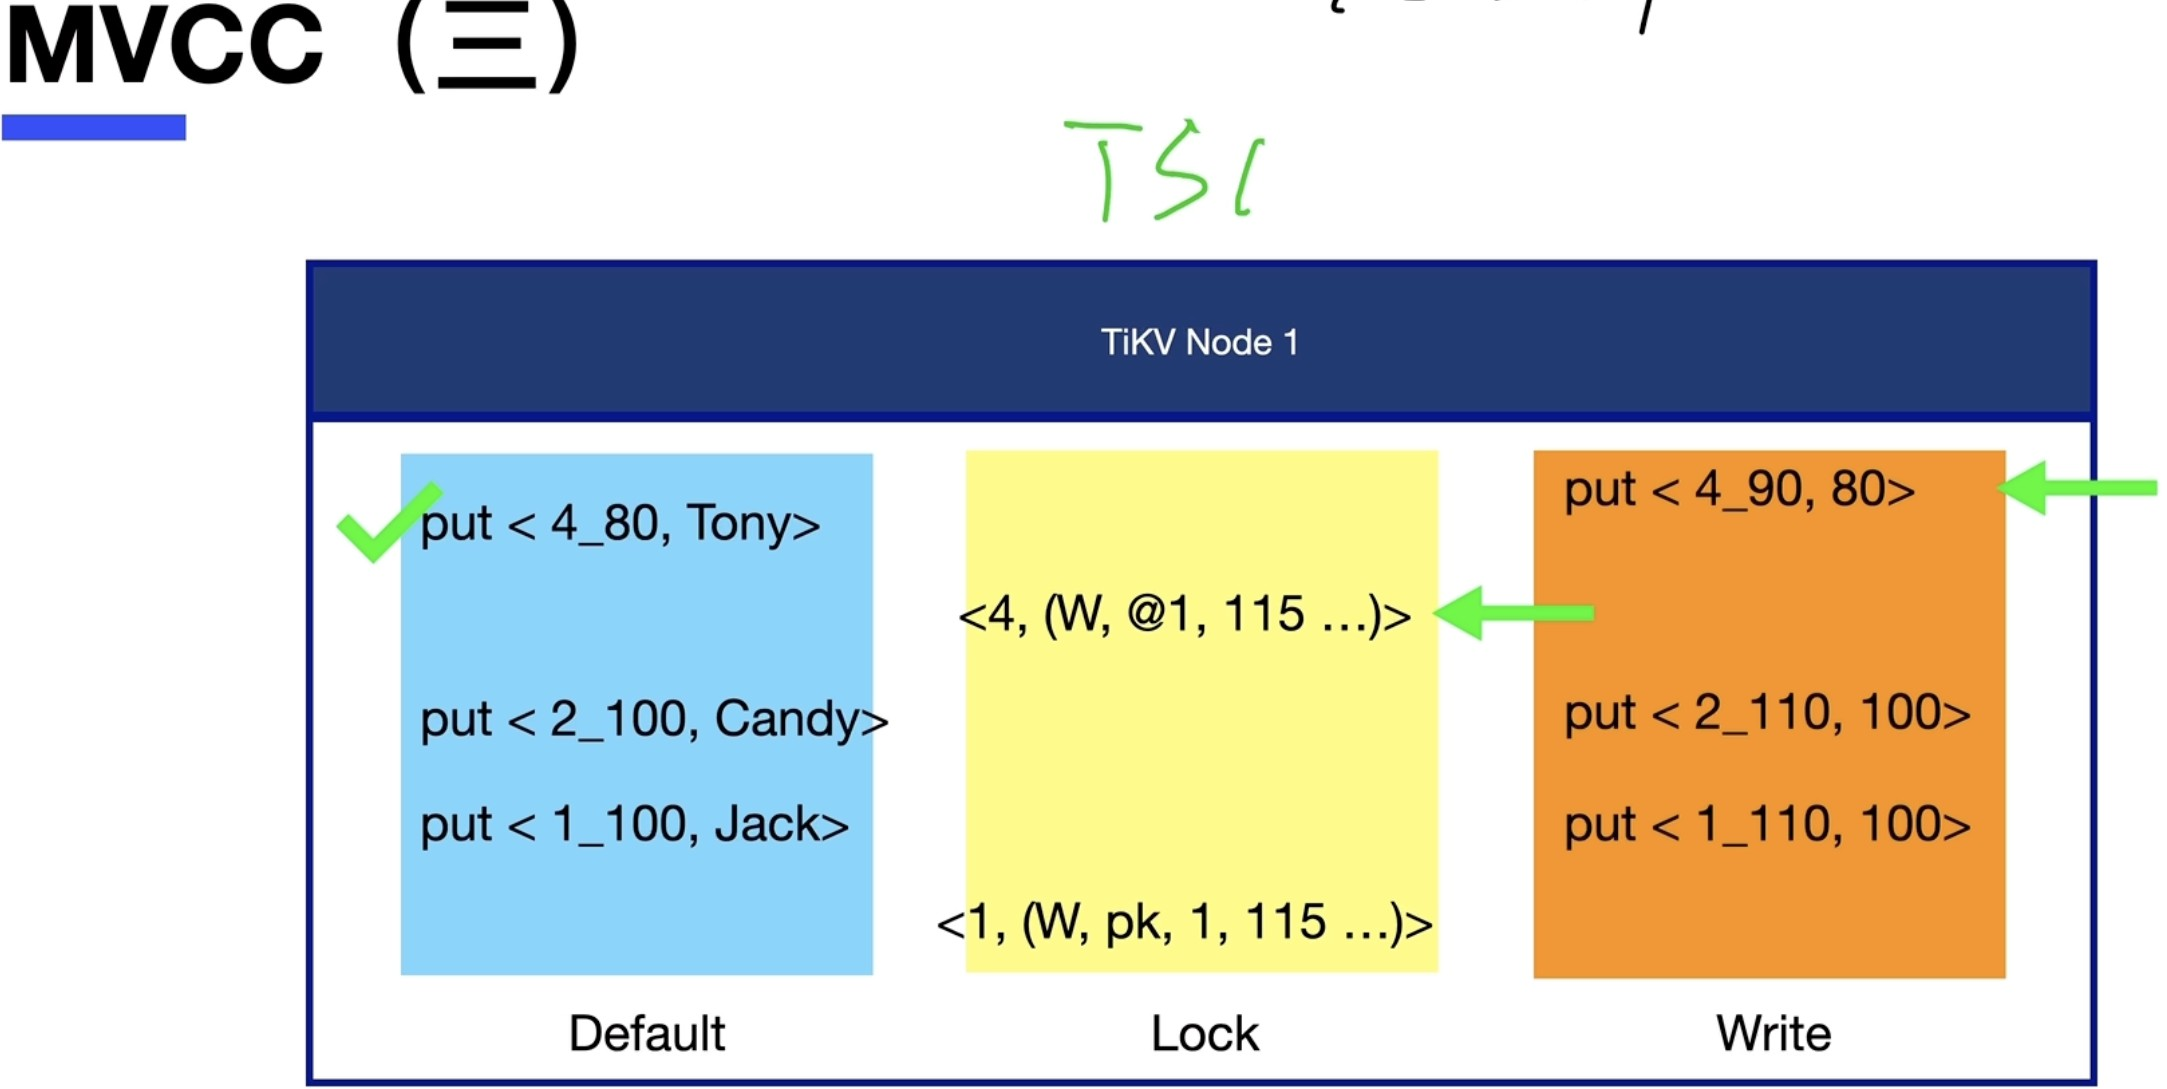 MVCC（三）
TiKV Node 1
put < 4_80, Tony>
put < 2_100, Candy>
put < 1_100, Jack>
Default
<4, (W, @1, 115 ...)>
<1, (W, pk, 1, 115 ...)>
Lock
put < 4_90, 80>
put < 2_110, 100>
put < 1_110, 100>
Write